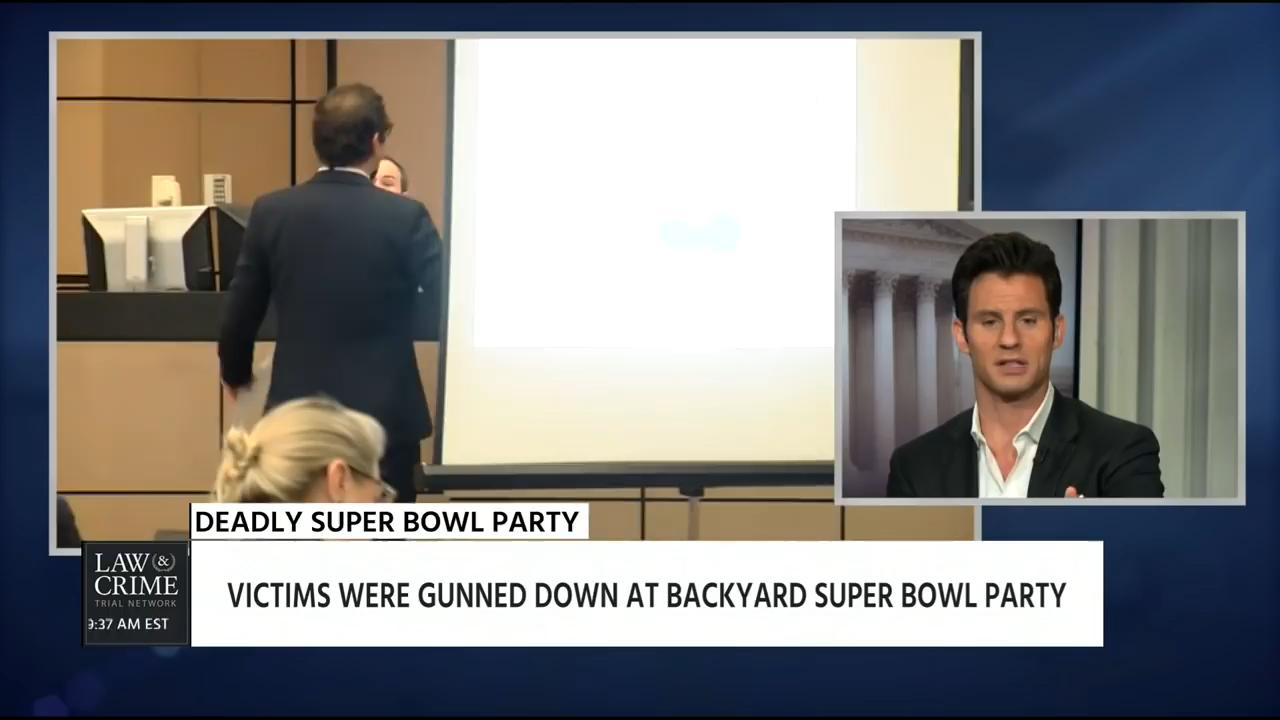 DEADLY SUPER BOWL PARTY
LAW & CRIME
TRIAL NETWORK
9:37 AM EST
VICTIMS WERE GUNNED DOWN AT BACKYARD SUPER BOWL PARTY